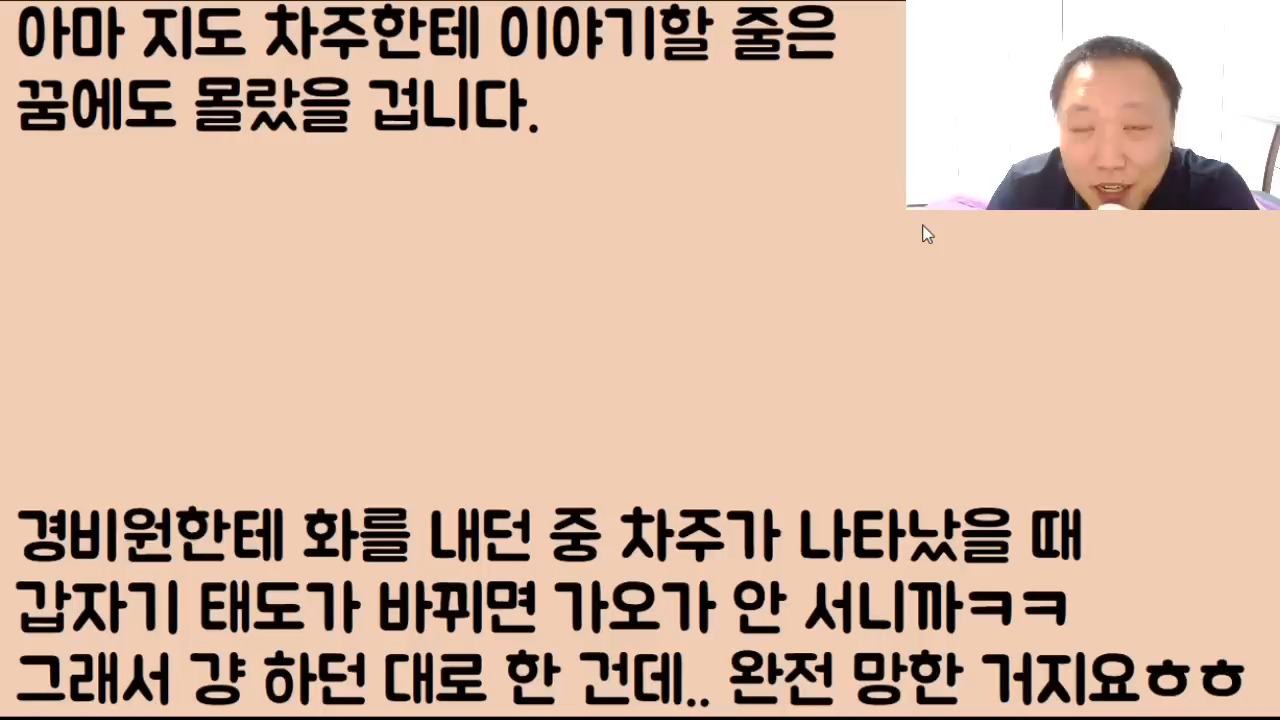 아마 지도 차주한테 이야기할 줄은
꿈에도 몰랐을 겁니다.
경비원한테 화를 내던 중 차주가 나타났을 때
갑자기 태도가 바뀌면 가오가 안 서니까ㅋㅋ
그래서 걍 하던 대로 한 건데.. 완전 망한 거지요ㅎㅎ